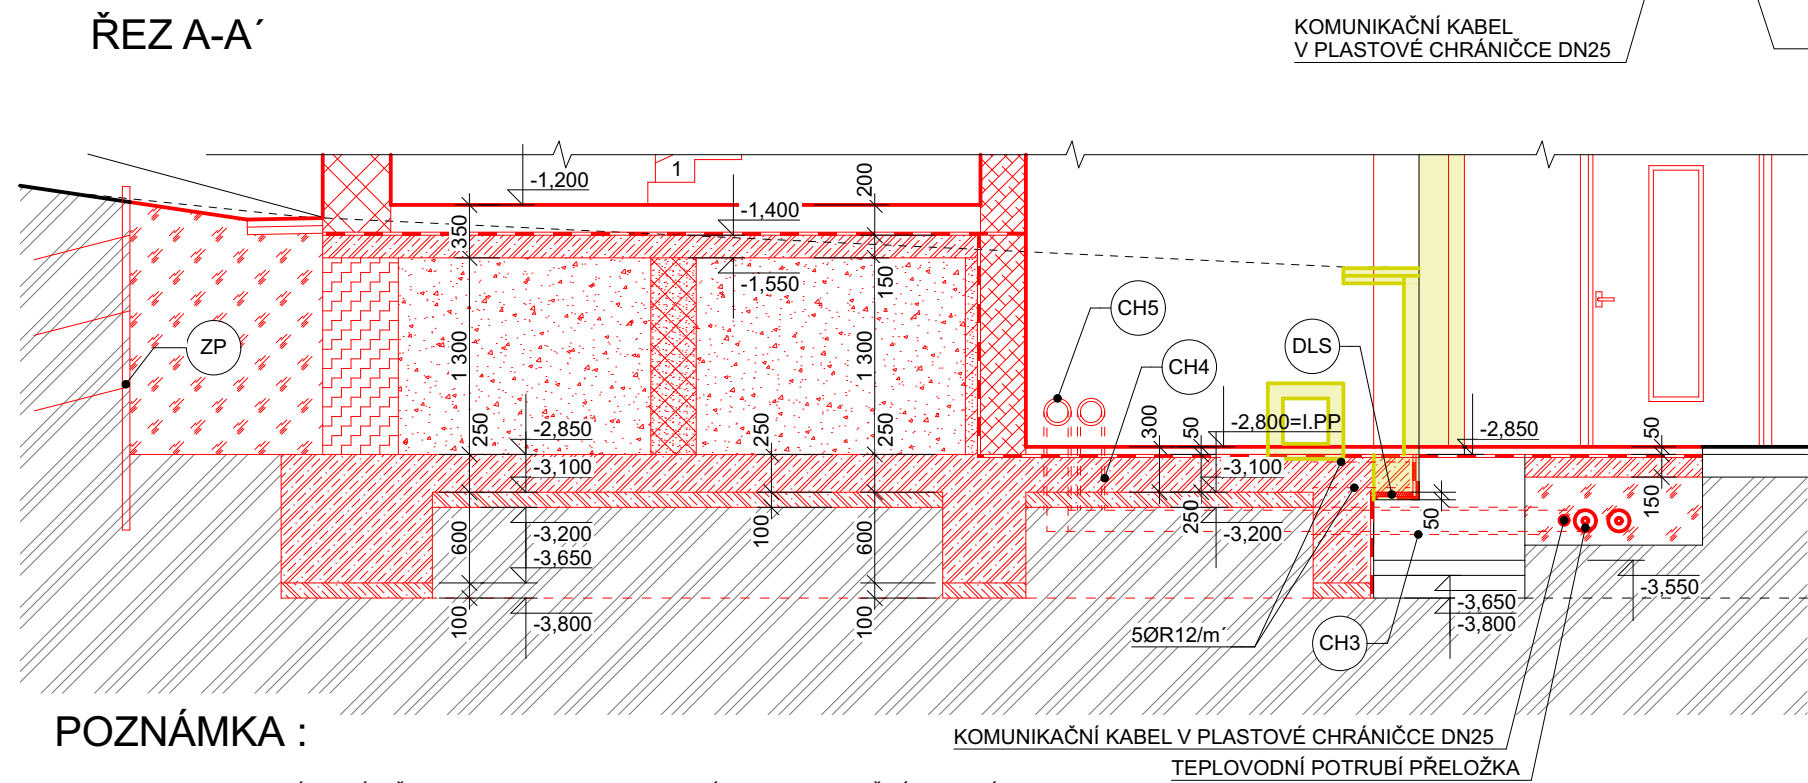 ŘEZ A-A´
KOMUNIKAČNÍ KABEL
V PLASTOVÉ CHRÁNIČCE DN25
-1,200
1
200
-1,400
350
-1,550
150
CH5
ZP
DLS
1 300
1 300
CH4
-2,800=I.PP
300
50
250
-2,850
250
250
-2,850
50
-3,100
-3,100
250
150
50
600
100
600
-3,200
-3,200
-3,650
-3,550
100
-3,800
100
-3,650
-3,800
5ØR12/m´
CH3
POZNÁMKA :
KOMUNIKAČNÍ KABEL V PLASTOVÉ CHRÁNIČCE DN25
TEPLOVODNÍ POTRUBÍ PŘELOŽKA